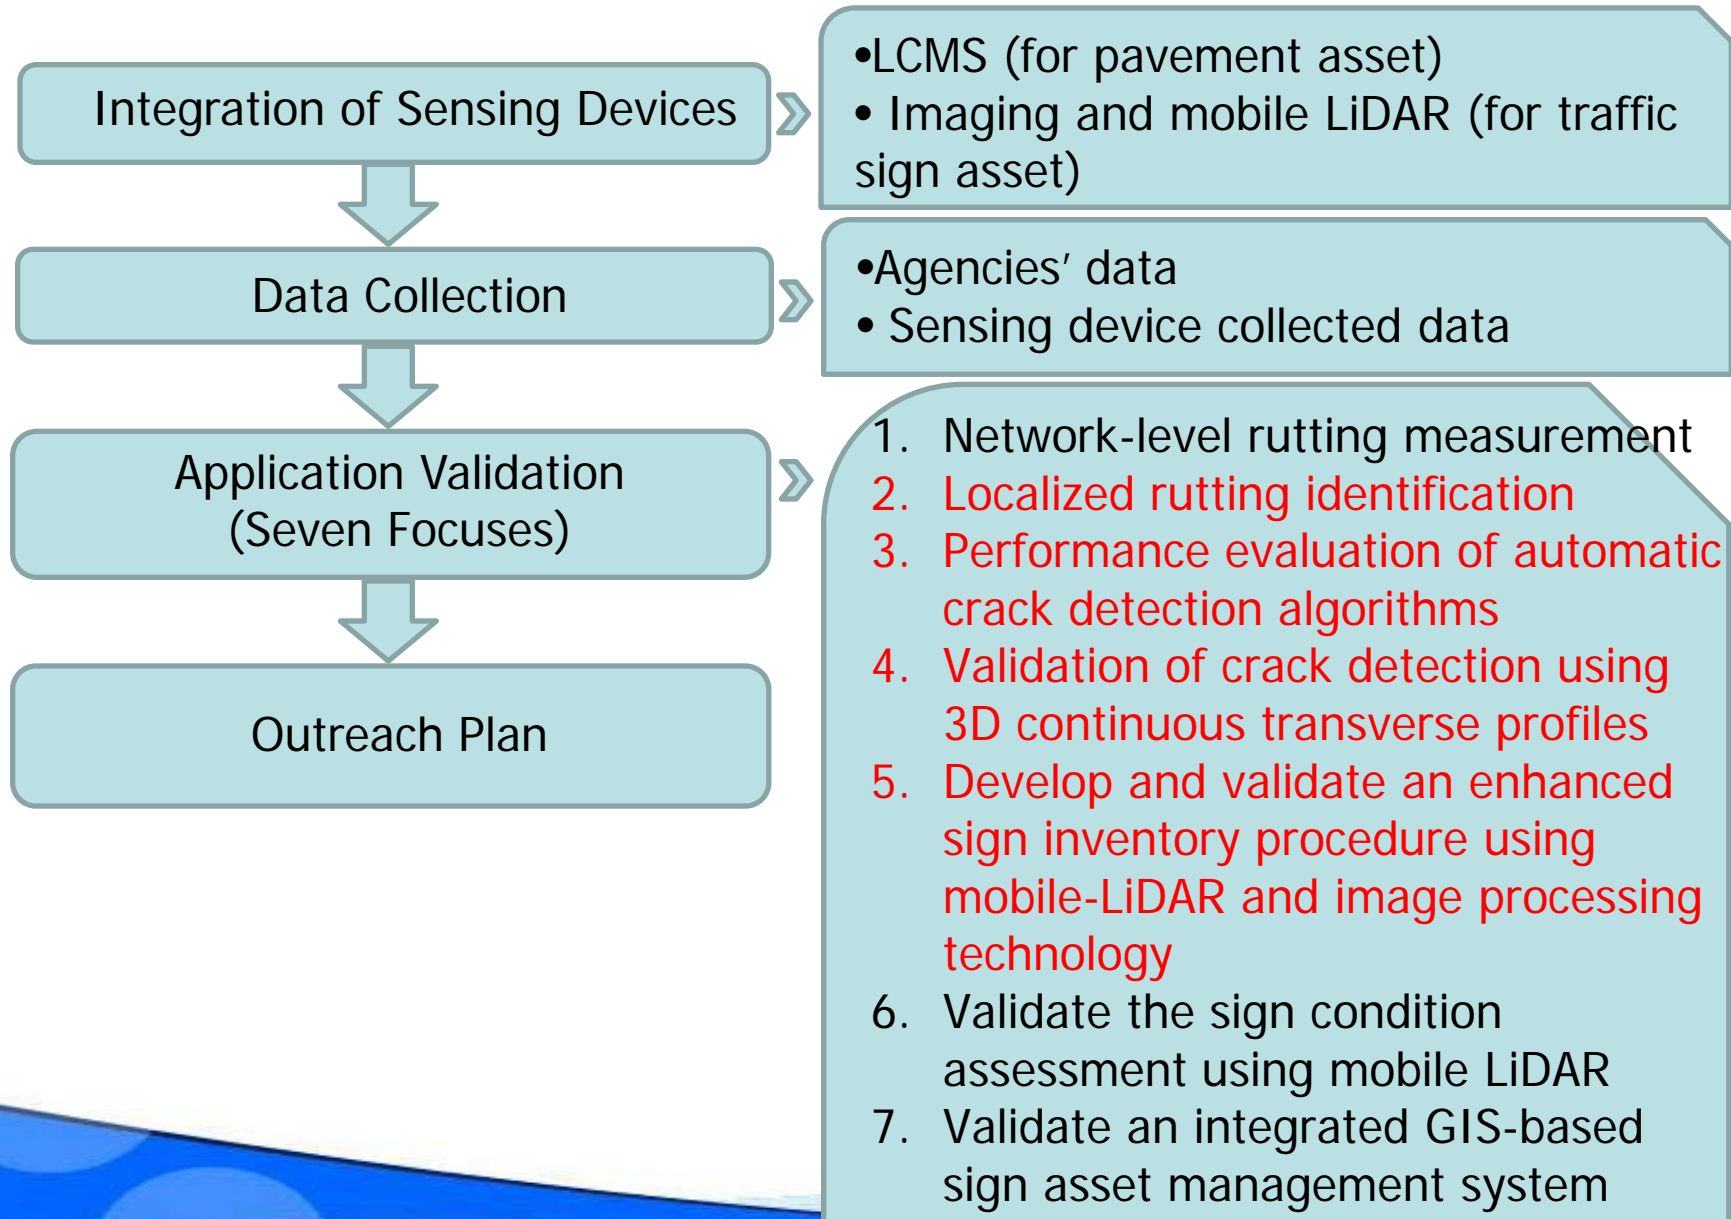 Integration of Sensing Devices
•LCMS (for pavement asset)
• Imaging and mobile LiDAR (for traffic
sign asset)
Data Collection
•Agencies’ data
• Sensing device collected data
Application Validation
(Seven Focuses)
1. Network-level rutting measurement
2. Localized rutting identification
3. Performance evaluation of automatic
crack detection algorithms
4. Validation of crack detection using
3D continuous transverse profiles
5. Develop and validate an enhanced
sign inventory procedure using
mobile-LiDAR and image processing
technology
6. Validate the sign condition
assessment using mobile LiDAR
7. Validate an integrated GIS-based
sign asset management system
Outreach Plan